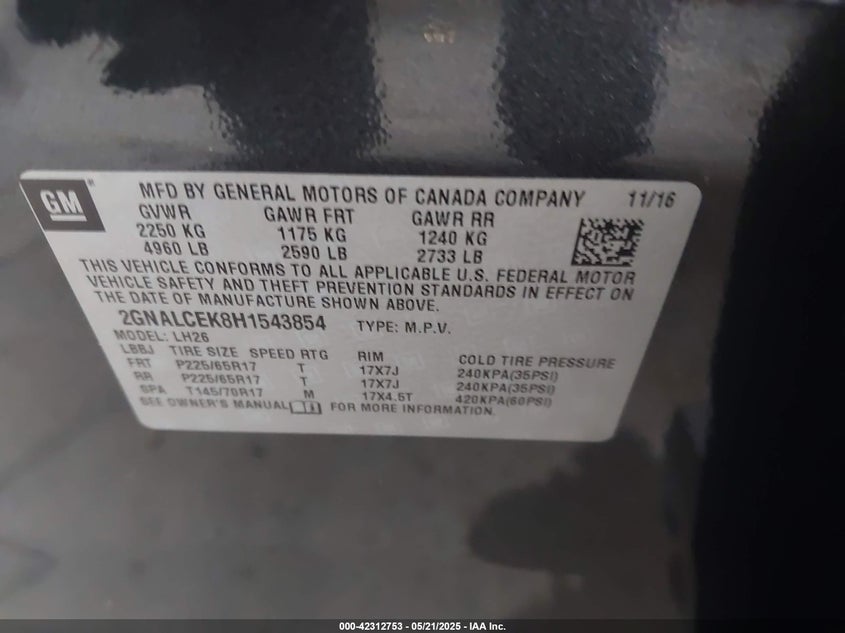 GM
MFD BY GENERAL MOTORS OF CANADA COMPANY 11/16
GVWR GAWR FRT GAWR RR
2250 KG 1175 KG 1240 KG
4960 LB 2590 LB 2733 LB
THIS VEHICLE CONFORMS TO ALL APPLICABLE U.S. FEDERAL MOTOR
VEHICLE SAFETY AND THEFT PREVENTION STANDARDS IN EFFECT ON
THE DATE OF MANUFACTURE SHOWN ABOVE.
2GNALCEK8H1543854 TYPE: M.P.V.
MODEL: LH26
LBBJ TIRE SIZE SPEED RTG RIM COLD TIRE PRESSURE
FRT P225/65R17 T 17X7J 240KPA(35PSI)
RR P225/65R17 T 17X7J 240KPA(35PSI)
SPA T145/70R17 M 17X4.5T 420KPA(60PSI)
SEE OWNER'S MANUAL FOR MORE INFORMATION.
000-42312753 - 05/21/2025 - IAA Inc.